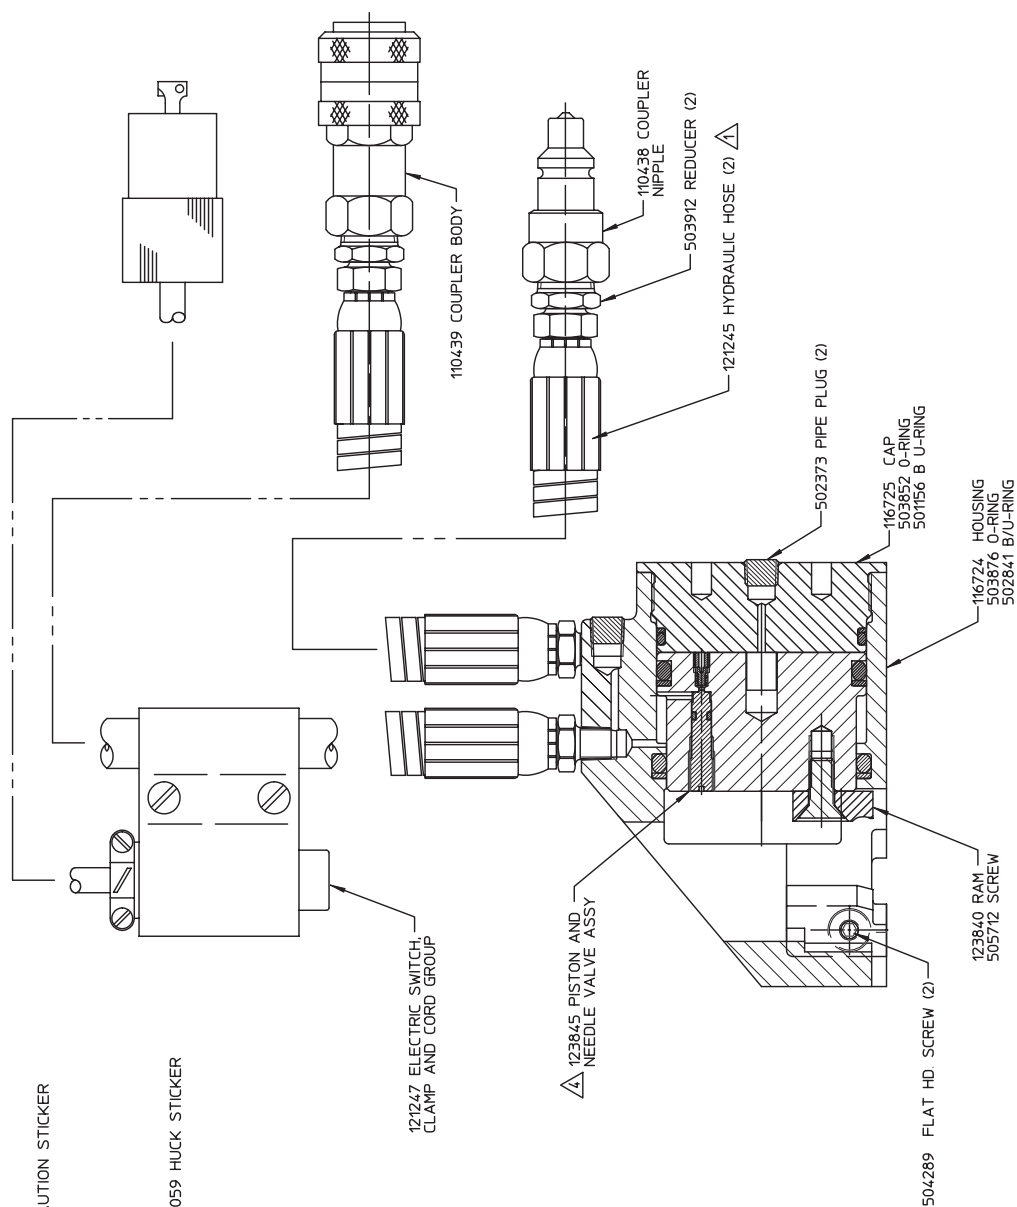 110439 COUPLER BODY
110438 COUPLER
NIPPLE
503912 REDUCER (2)
121245 HYDRAULIC HOSE (2) 1
502373 PIPE PLUG (2)
116725 CAP
503852 O-RING
501156 B U-RING
116724 HOUSING
503876 O-RING
502841 B/U-RING
121247 ELECTRIC SWITCH,
CLAMP AND CORD GROUP
4 123845 PISTON AND
NEEDLE VALVE ASSY
123840 RAM
505712 SCREW
504289 FLAT HD. SCREW (2)
UTION STICKER
059 HUCK STICKER